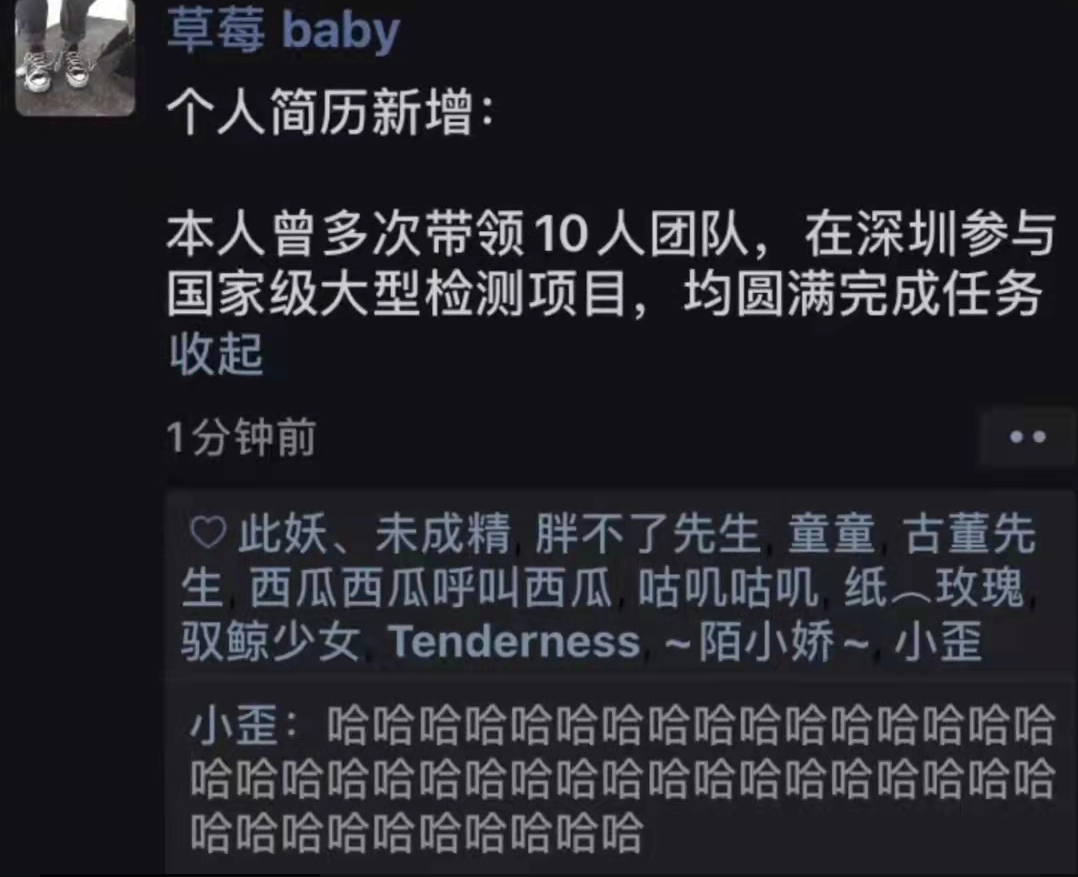 草莓 baby
个人简历新增：
本人曾多次带领10人团队，在深圳参与
国家级大型检测项目，均圆满完成任务
收起
1分钟前
♡此妖、未成精, 胖不了先生, 童童, 古董先
生, 西瓜西瓜呼叫西瓜, 咕叽咕叽, 纸︵玫瑰,
驭鲸少女, Tenderness, ~陌小娇~, 小歪
小歪：哈哈哈哈哈哈哈哈哈哈哈哈哈哈哈哈
哈哈哈哈哈哈哈哈哈哈哈哈哈哈哈哈哈哈哈
哈哈哈哈哈哈哈哈哈哈